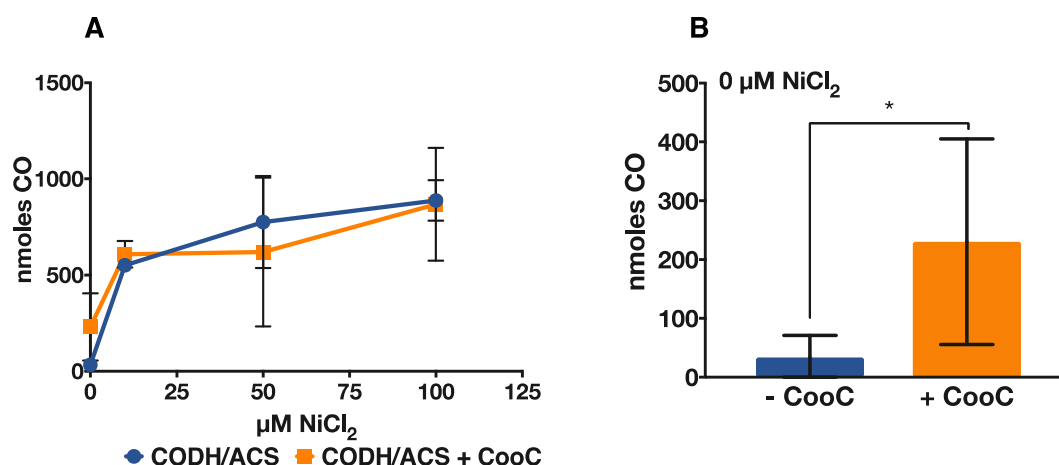 A
1500
1000
500
0
nmoles CO
0 25 50 75 100 125
µM NiCl₂
CODH/ACS CODH/ACS + CooC
B
0 µM NiCl₂
*
500
400
300
200
100
0
nmoles CO
- CooC + CooC